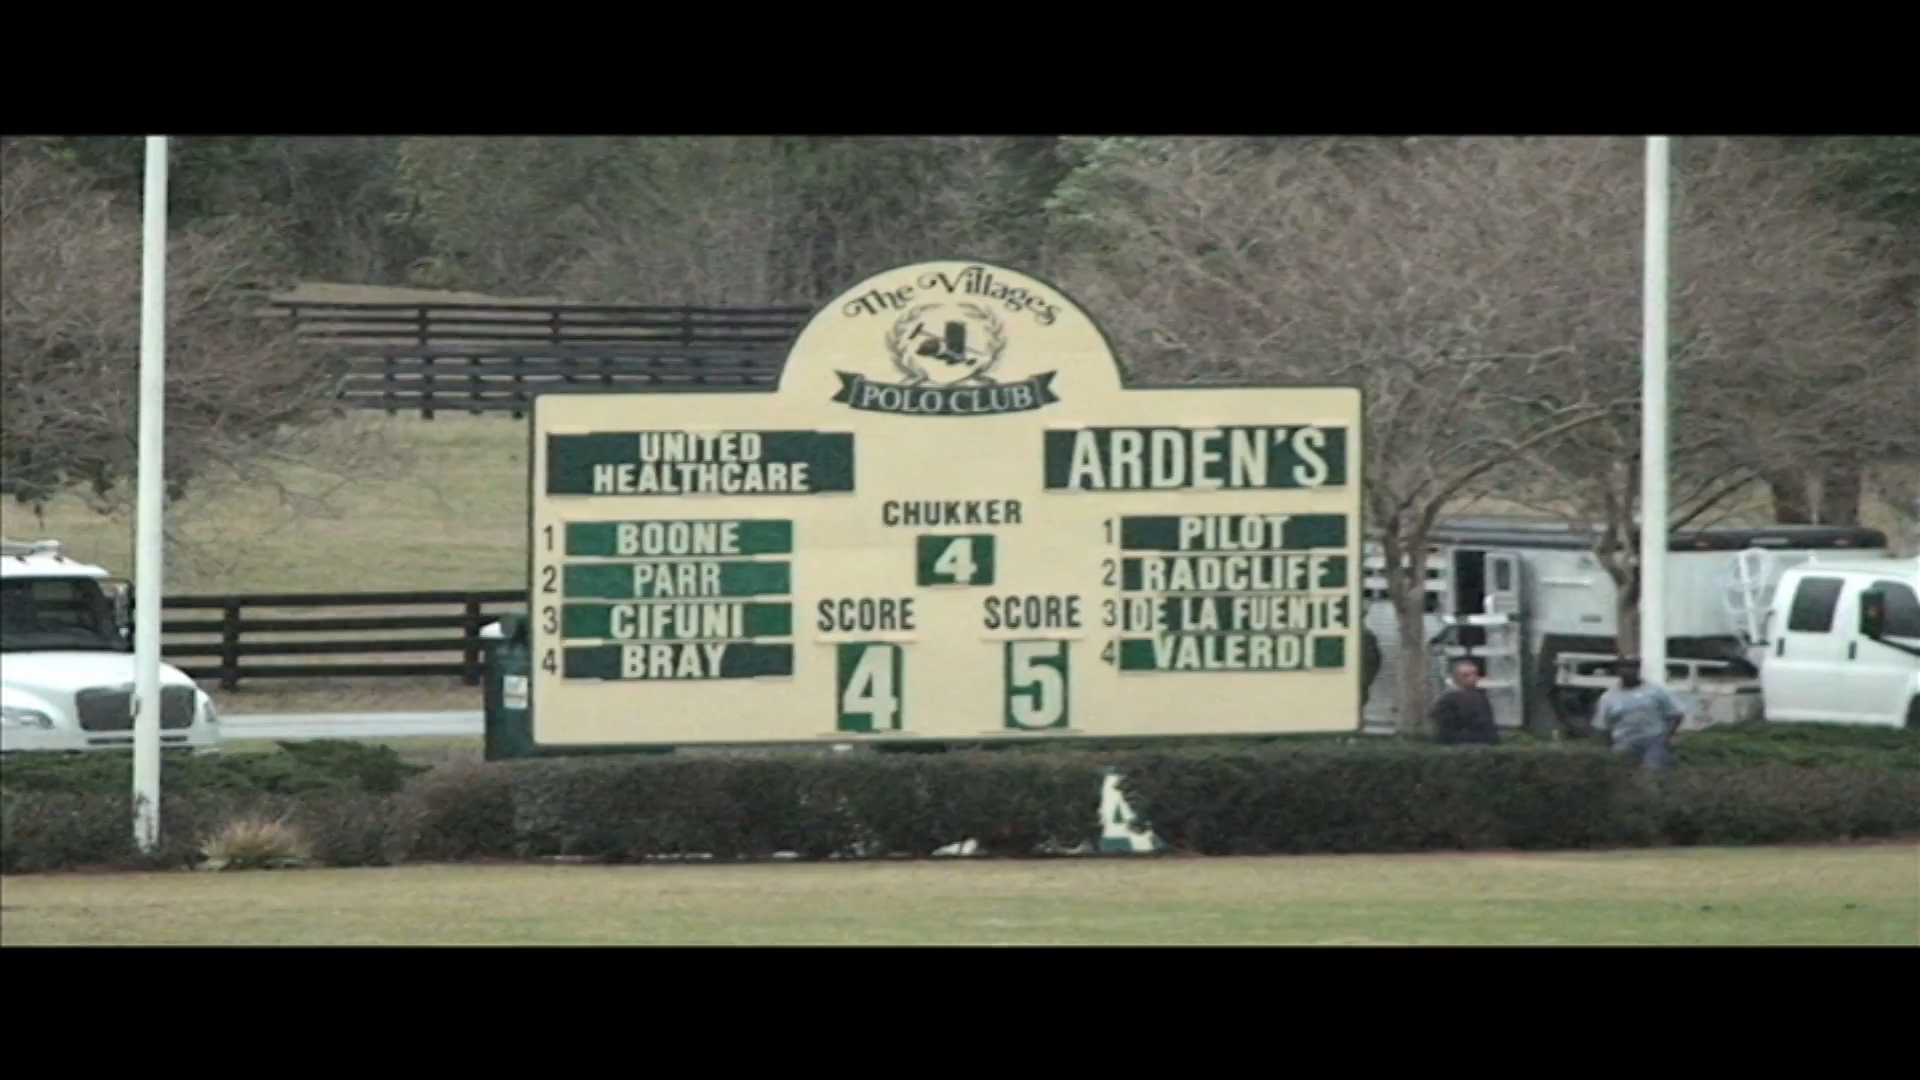 The Villages
POLO CLUB
UNITED
HEALTHCARE
1 BOONE
2 PARR
3 CIFUNI
4 BRAY
CHUKKER
4
SCORE
4
SCORE
5
ARDEN'S
1 PILOT
2 RADCLIFF
3 DE LA FUENTE
4 VALERDI
4